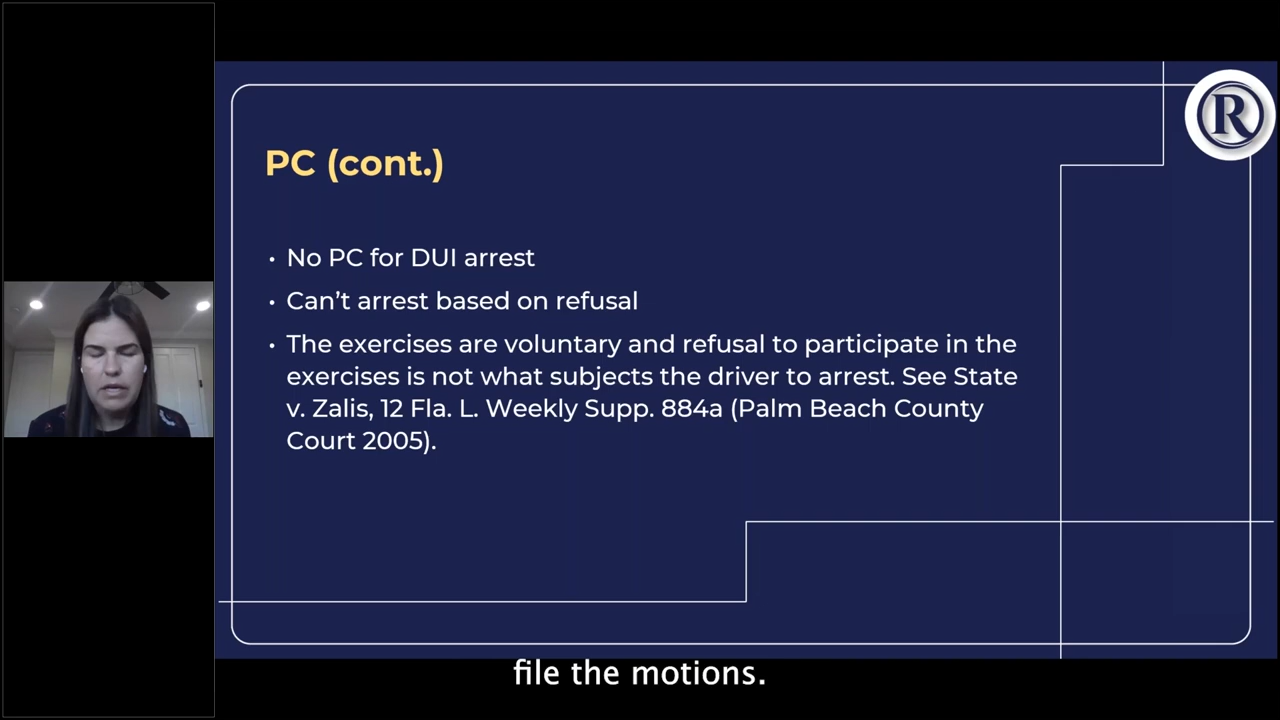 R
PC (cont.)
• No PC for DUI arrest
• Can’t arrest based on refusal
• The exercises are voluntary and refusal to participate in the
exercises is not what subjects the driver to arrest. See State
v. Zalis, 12 Fla. L. Weekly Supp. 884a (Palm Beach County
Court 2005).
file the motions.